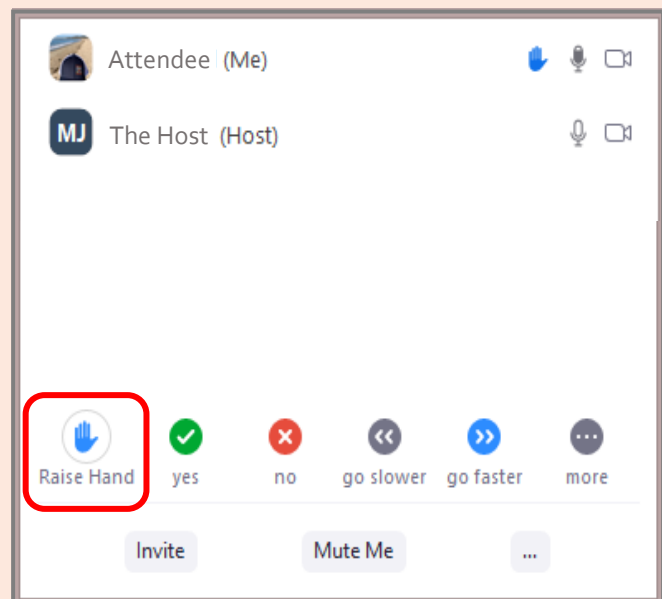 Attendee (Me)
MJ The Host (Host)
Raise Hand yes no go slower go faster more
Invite Mute Me ...